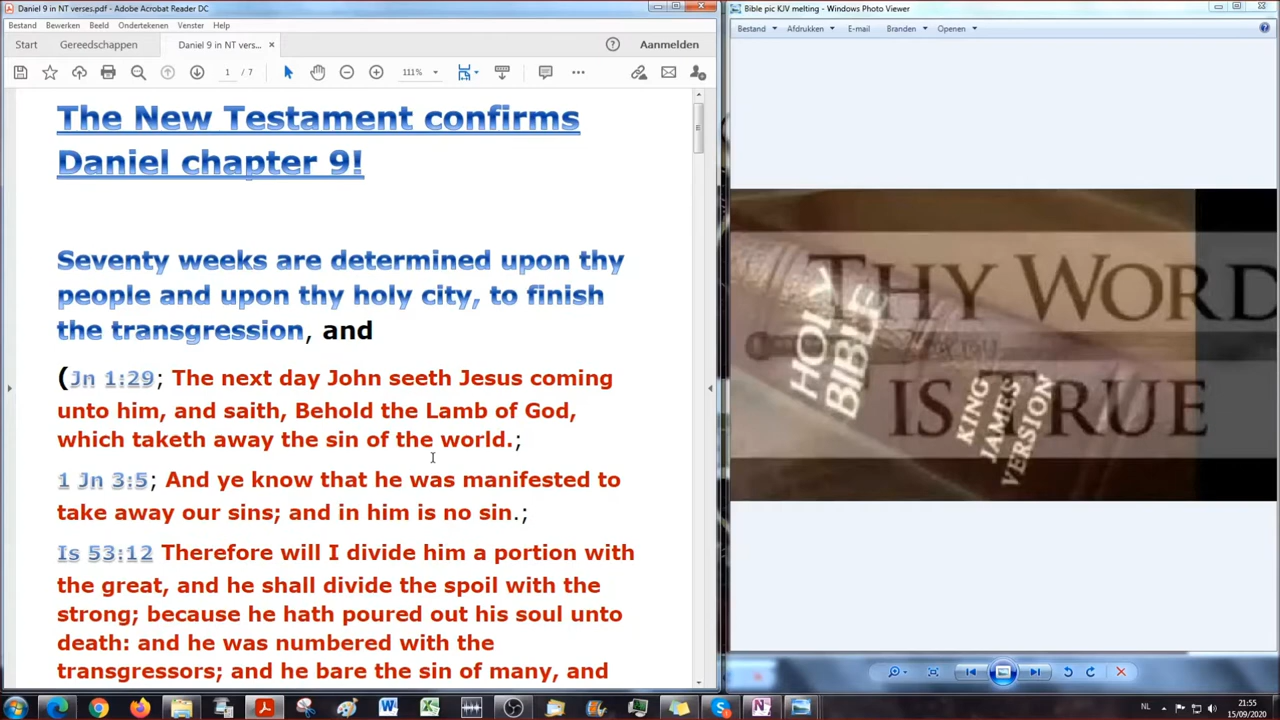 Daniel 9 in NT verses.pdf - Adobe Acrobat Reader DC
Bestand Bewerken Beeld Ondertekenen Venster Help
Start Gereedschappen Daniel 9 in NT vers... × Aanmelden
1 / 7 111%
The New Testament confirms
Daniel chapter 9!
Seventy weeks are determined upon thy
people and upon thy holy city, to finish
the transgression, and
(Jn 1:29; The next day John seeth Jesus coming
unto him, and saith, Behold the Lamb of God,
which taketh away the sin of the world.;
1 Jn 3:5; And ye know that he was manifested to
take away our sins; and in him is no sin.;
Is 53:12 Therefore will I divide him a portion with
the great, and he shall divide the spoil with the
strong; because he hath poured out his soul unto
death: and he was numbered with the
transgressors; and he bare the sin of many, and
Bible pic KJV melting - Windows Photo Viewer
Bestand Afdrukken E-mail Branden Openen
THY WORD
IS TRUE
HOLY
BIBLE
KING
JAMES
VERSION
NL 21:55
15/09/2020